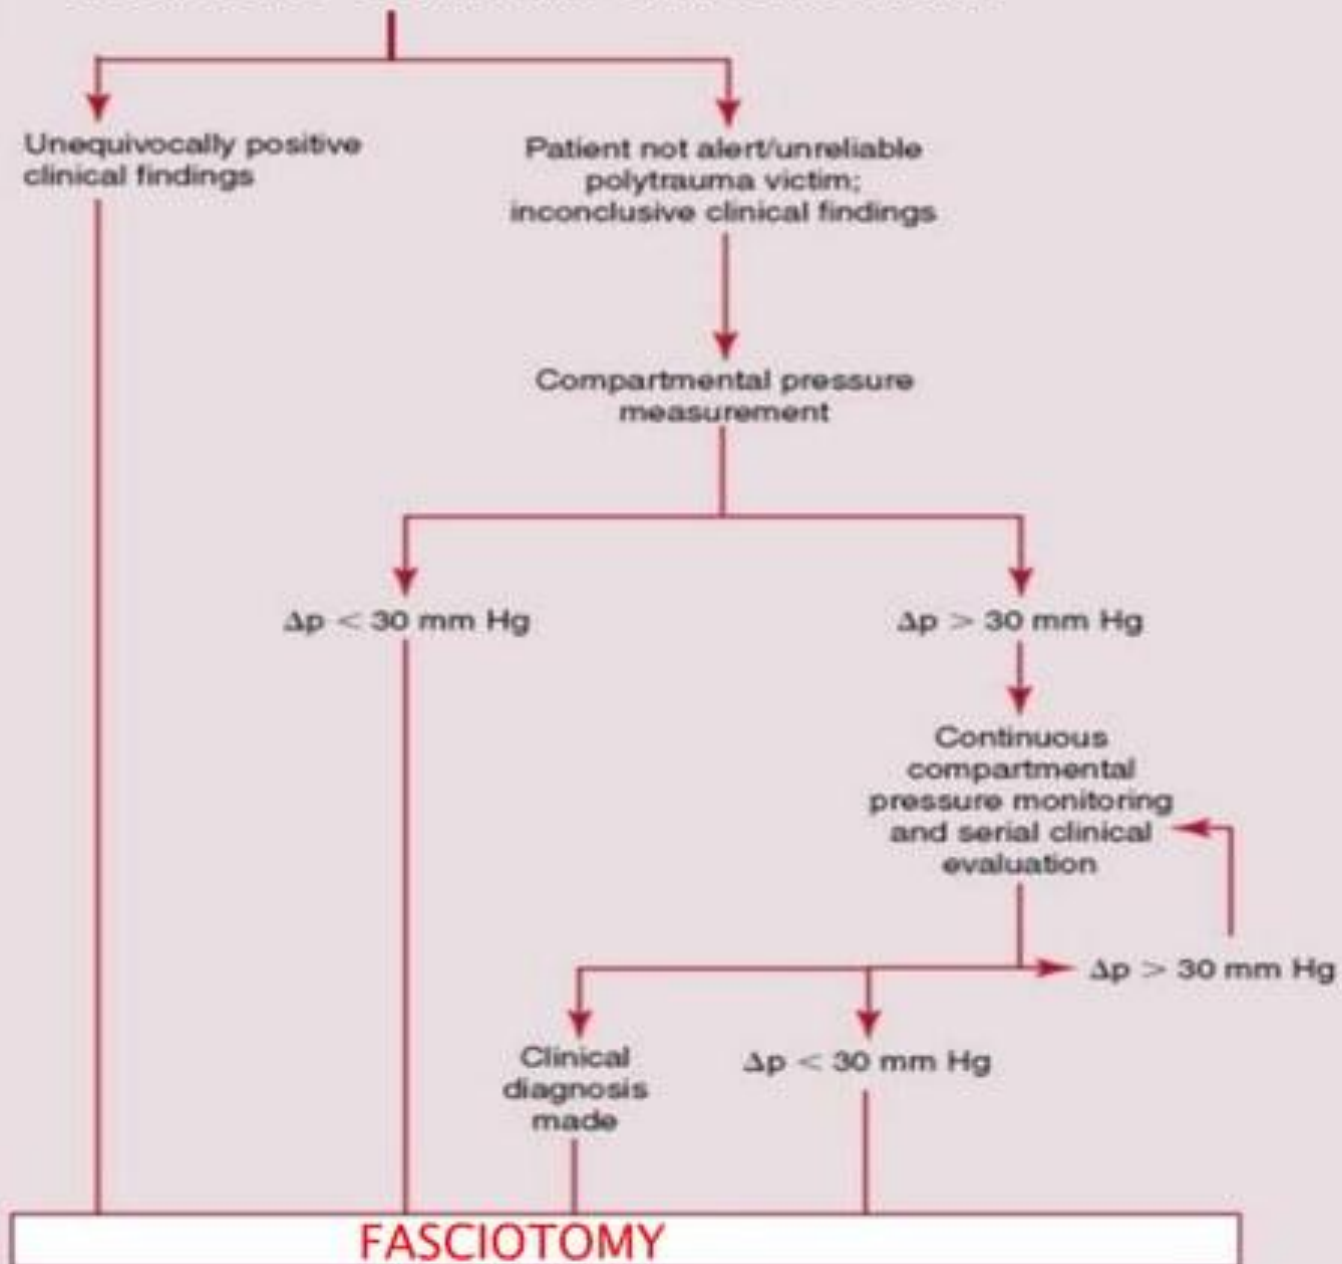 Unequivocally positive
clinical findings
Patient not alert/unreliable
polytrauma victim;
inconclusive clinical findings
Compartmental pressure
measurement
Δp < 30 mm Hg
Δp > 30 mm Hg
Continuous
compartmental
pressure monitoring
and serial clinical
evaluation
Δp > 30 mm Hg
Clinical
diagnosis
made
Δp < 30 mm Hg
FASCIOTOMY